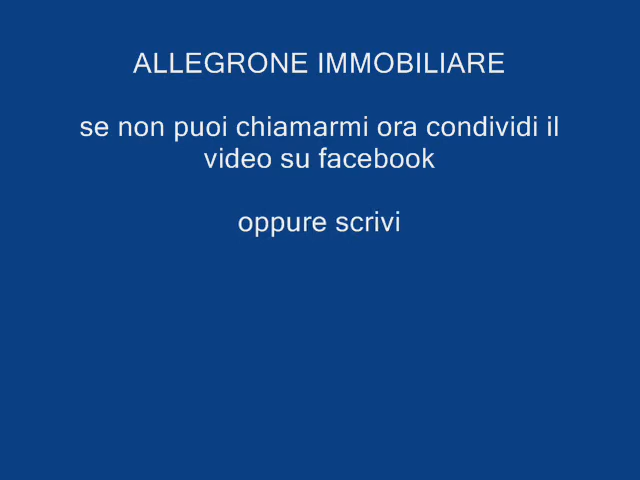 ALLEGRONE IMMOBILIARE
se non puoi chiamarmi ora condividi il
video su facebook
oppure scrivi